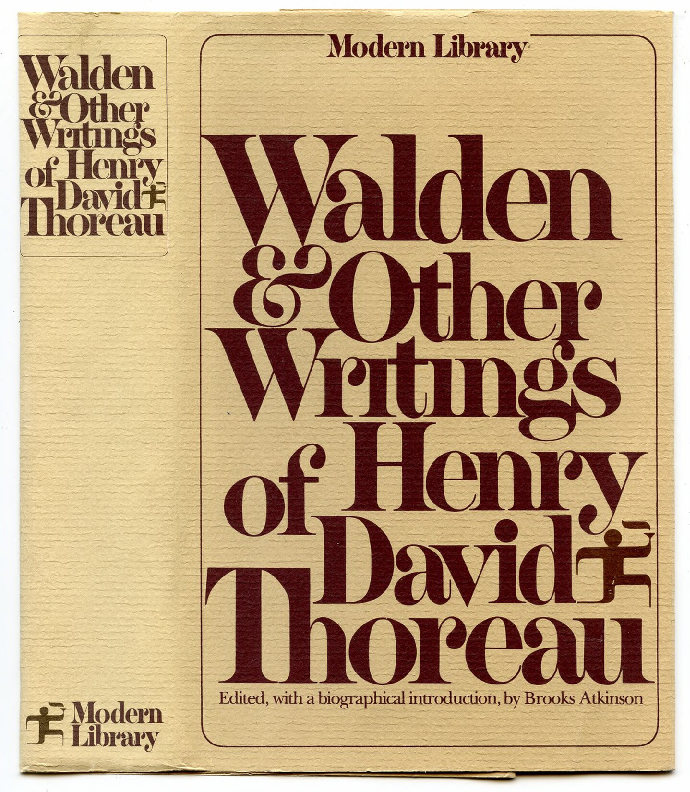 Walden
& Other
Writings
of Henry
David
Thoreau
Modern
Library
Modern Library
Walden
& Other
Writings
of Henry
David
Thoreau
Edited, with a biographical introduction, by Brooks Atkinson